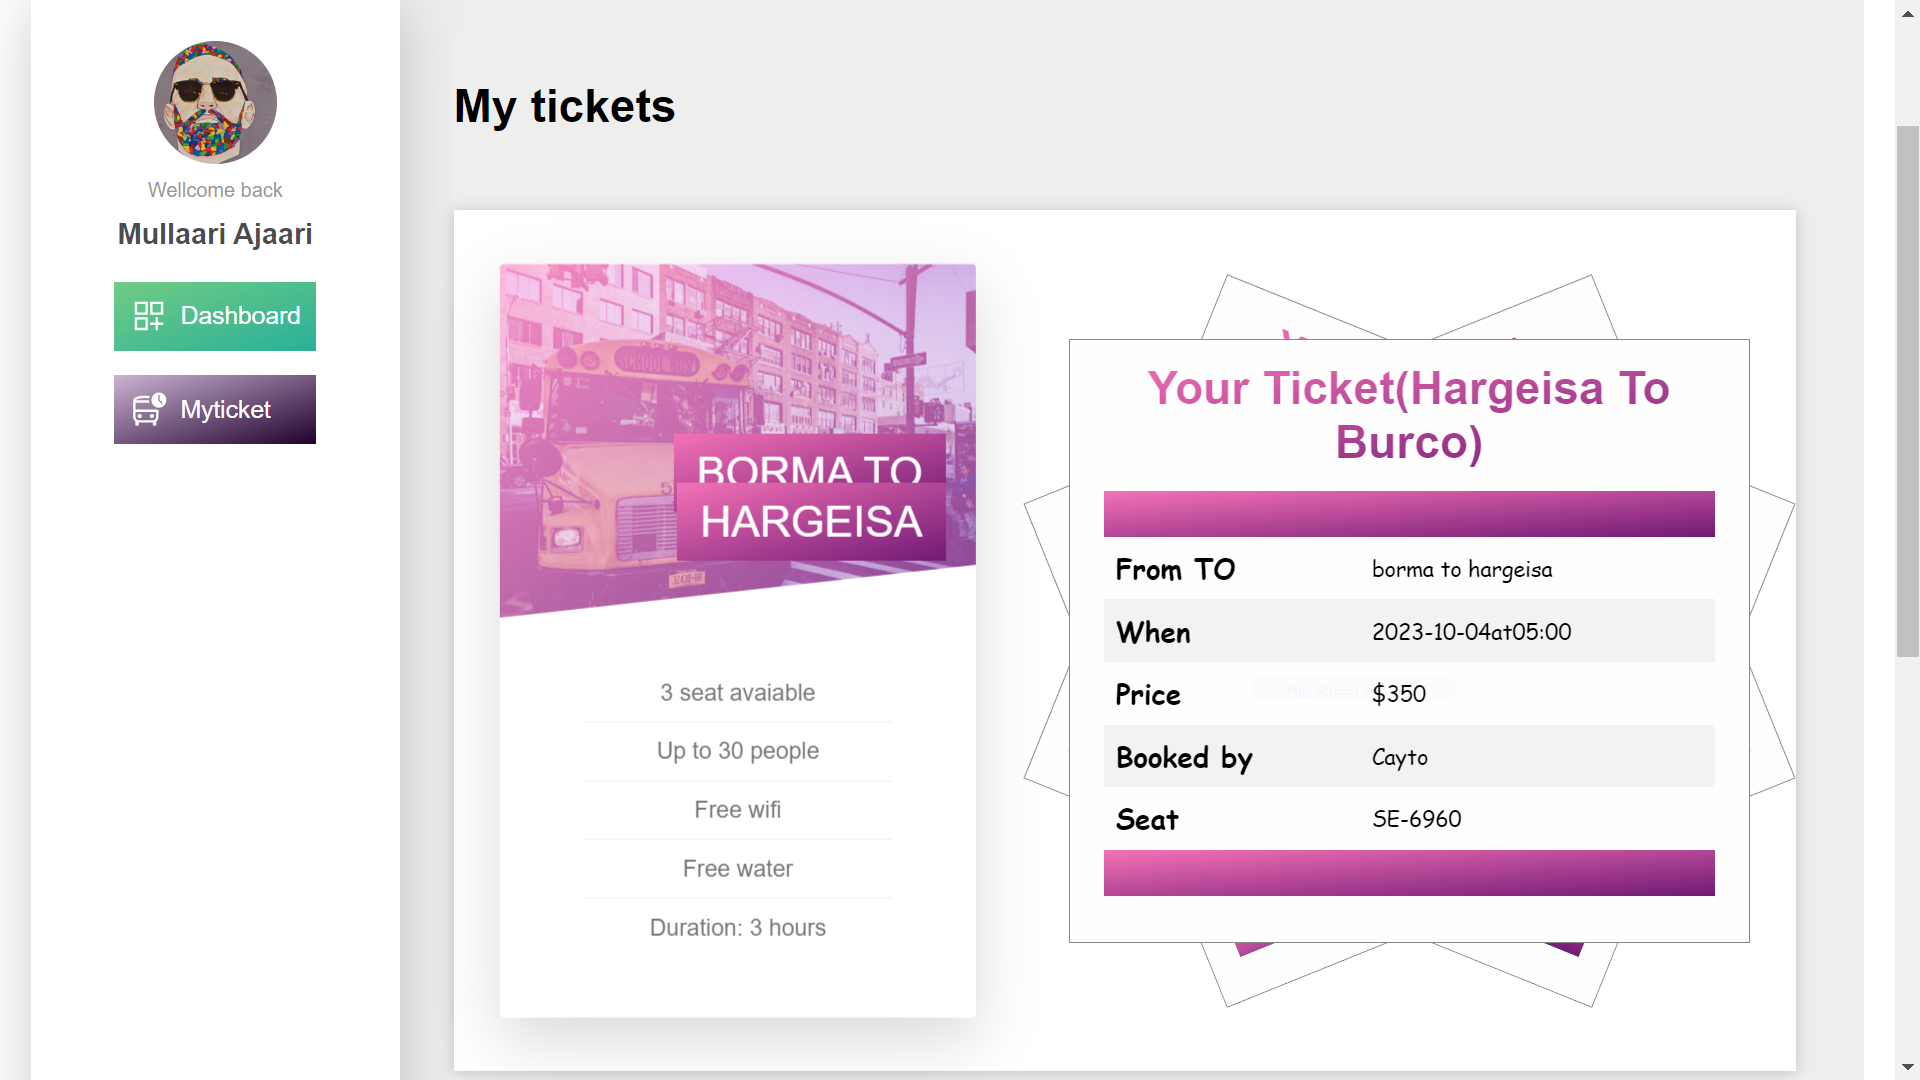 Wellcome back
Mullaari Ajaari
Dashboard
Myticket
My tickets
SCHOOL BUS
BORMA TO
HARGEISA
3 seat avaiable
Up to 30 people
Free wifi
Free water
Duration: 3 hours
Your Ticket(Hargeisa To
Burco)
From TO borma to hargeisa
When 2023-10-04at05:00
Price $350
Booked by Cayto
Seat SE-6960